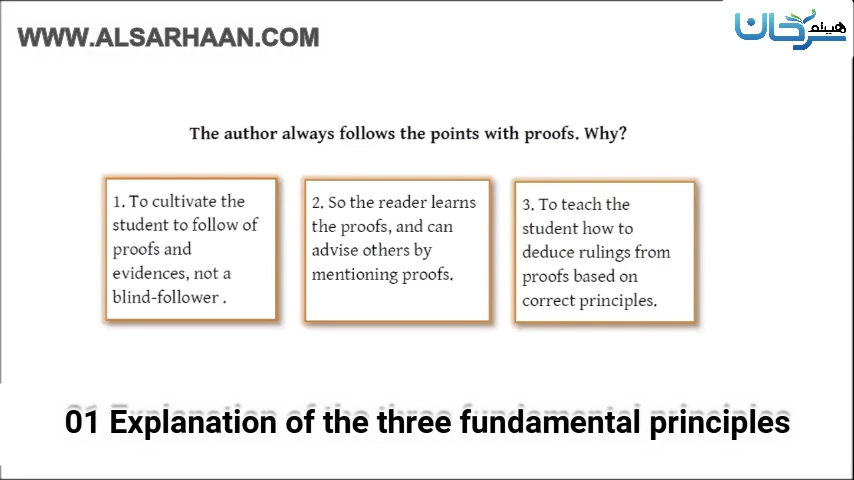 WWW.ALSARHAAN.COM
هيثم
سرحان
The author always follows the points with proofs. Why?
1. To cultivate the
student to follow of
proofs and
evidences, not a
blind-follower .
2. So the reader learns
the proofs, and can
advise others by
mentioning proofs.
3. To teach the
student how to
deduce rulings from
proofs based on
correct principles.
01 Explanation of the three fundamental principles